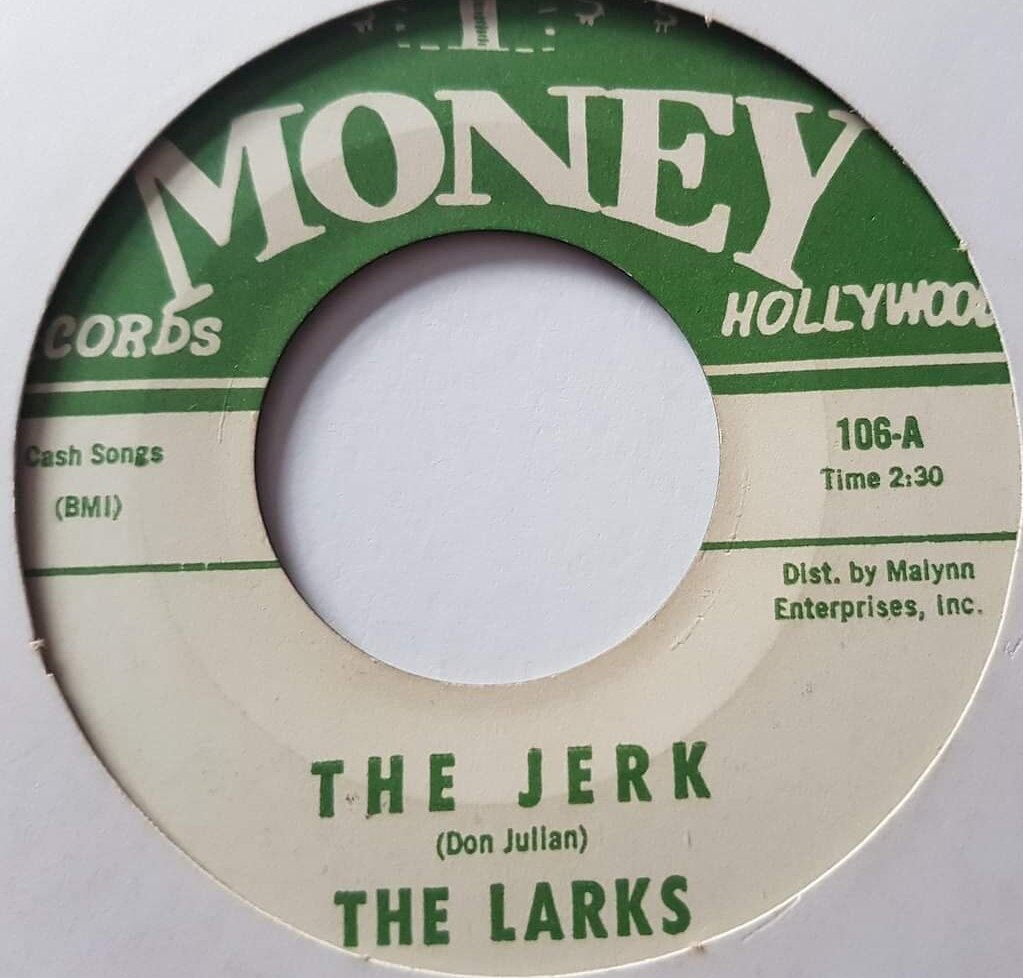 MONEY
CORDS
HOLLYWOOD
Cash Songs
(BMI)
106-A
Time 2:30
Dist. by Malynn
Enterprises, Inc.
THE JERK
(Don Julian)
THE LARKS